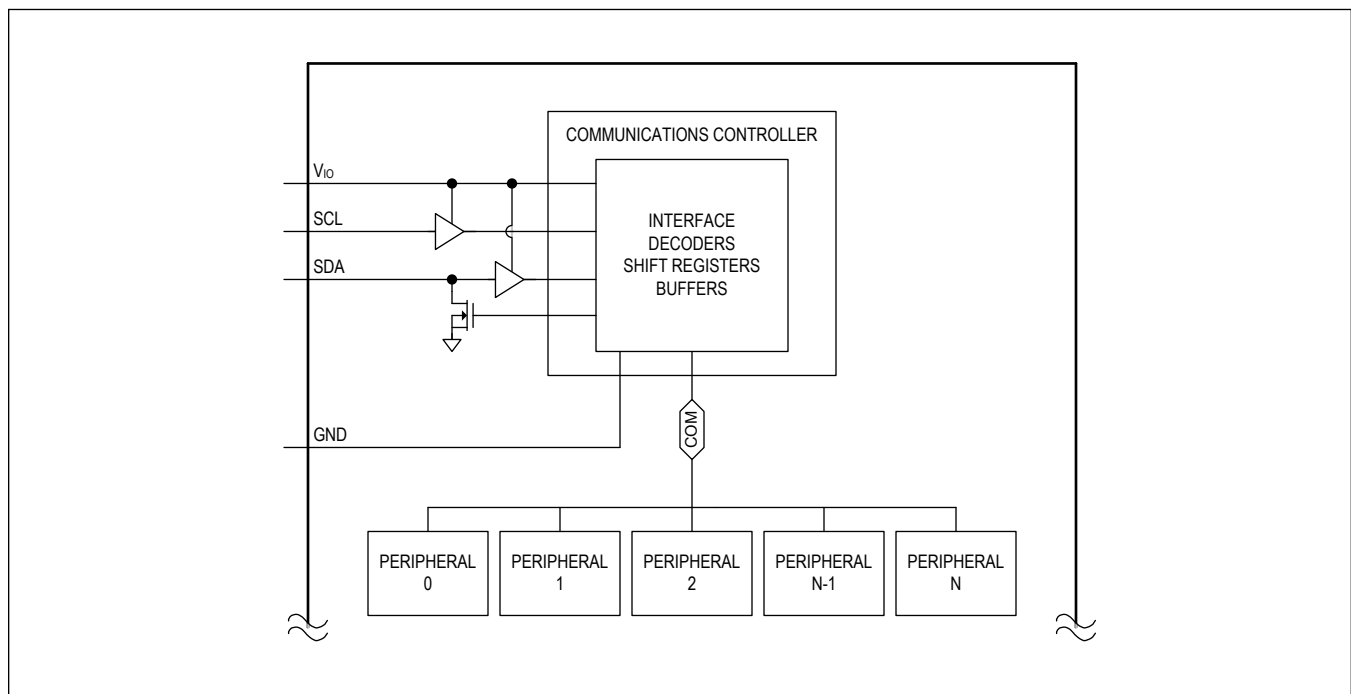 COMMUNICATIONS CONTROLLER
VIO
SCL
SDA
INTERFACE
DECODERS
SHIFT REGISTERS
BUFFERS
GND
COM
PERIPHERAL
0
PERIPHERAL
1
PERIPHERAL
2
PERIPHERAL
N-1
PERIPHERAL
N